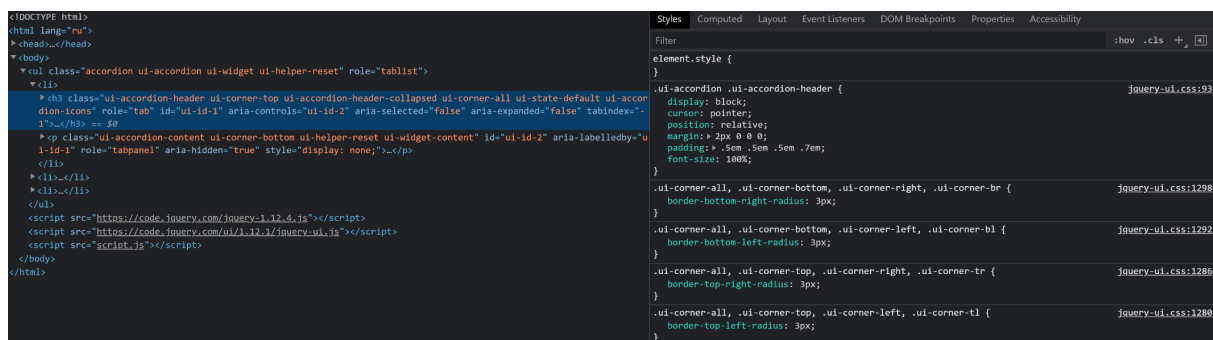 <!DOCTYPE html>
<html lang="ru">
<head>…</head>
<body>
<ul class="accordion ui-accordion ui-widget ui-helper-reset" role="tablist">
<li>
<h3 class="ui-accordion-header ui-corner-top ui-accordion-header-collapsed ui-corner-all ui-state-default ui-accor
dion-icons" role="tab" id="ui-id-1" aria-controls="ui-id-2" aria-selected="false" aria-expanded="false" tabindex="-
1">…</h3> == $0
<p class="ui-accordion-content ui-corner-bottom ui-helper-reset ui-widget-content" id="ui-id-2" aria-labelledby="u
i-id-1" role="tabpanel" aria-hidden="true" style="display: none;">…</p>
</li>
<li>…</li>
<li>…</li>
</ul>
<script src="https://code.jquery.com/jquery-1.12.4.js"></script>
<script src="https://code.jquery.com/ui/1.12.1/jquery-ui.js"></script>
<script src="script.js"></script>
</body>
</html>
Styles Computed Layout Event Listeners DOM Breakpoints Properties Accessibility
Filter :hov .cls +
element.style {
}
.ui-accordion .ui-accordion-header { jquery-ui.css:93
display: block;
cursor: pointer;
position: relative;
margin: 2px 0 0 0;
padding: .5em .5em .5em .7em;
font-size: 100%;
}
.ui-corner-all, .ui-corner-bottom, .ui-corner-right, .ui-corner-br { jquery-ui.css:1298
border-bottom-right-radius: 3px;
}
.ui-corner-all, .ui-corner-bottom, .ui-corner-left, .ui-corner-bl { jquery-ui.css:1292
border-bottom-left-radius: 3px;
}
.ui-corner-all, .ui-corner-top, .ui-corner-right, .ui-corner-tr { jquery-ui.css:1286
border-top-right-radius: 3px;
}
.ui-corner-all, .ui-corner-top, .ui-corner-left, .ui-corner-tl { jquery-ui.css:1280
border-top-left-radius: 3px;
}